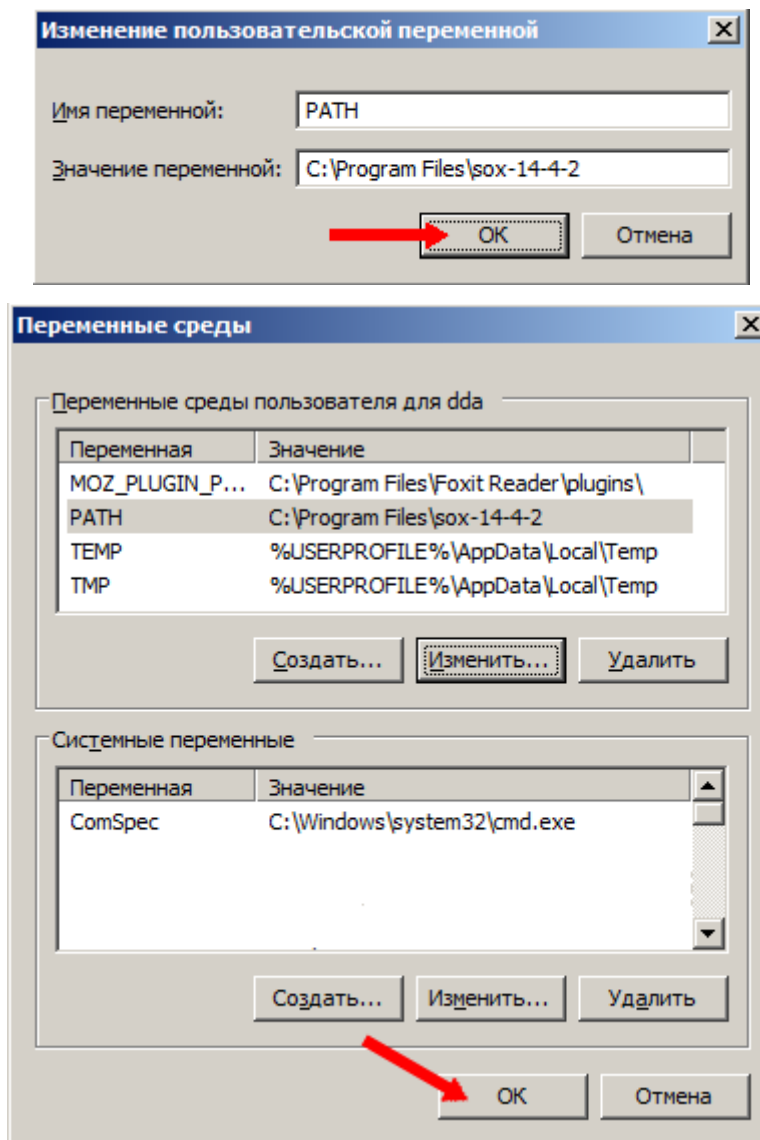 Изменение пользовательской переменной
Имя переменной: PATH
Значение переменной: C:\Program Files\sox-14-4-2
OK Отмена
Переменные среды
Переменные среды пользователя для dda
Переменная Значение
MOZ_PLUGIN_P... C:\Program Files\Foxit Reader\plugins\
PATH C:\Program Files\sox-14-4-2
TEMP %USERPROFILE%\AppData\Local\Temp
TMP %USERPROFILE%\AppData\Local\Temp
Создать... Изменить... Удалить
Системные переменные
Переменная Значение
ComSpec C:\Windows\system32\cmd.exe
Создать... Изменить... Удалить
OK Отмена